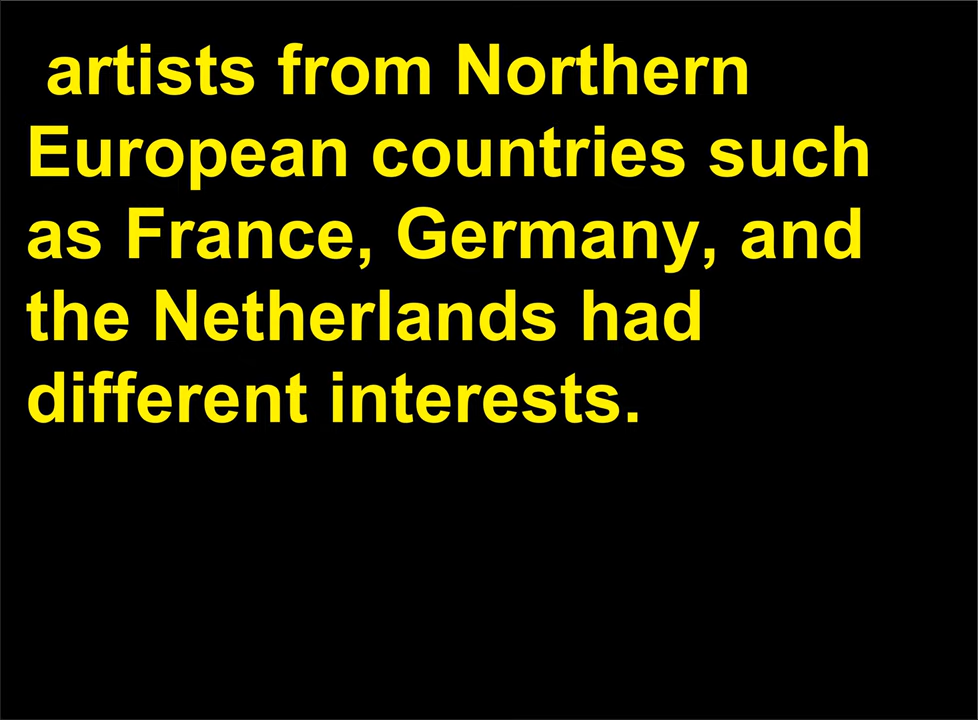 artists from Northern
European countries such
as France, Germany, and
the Netherlands had
different interests.